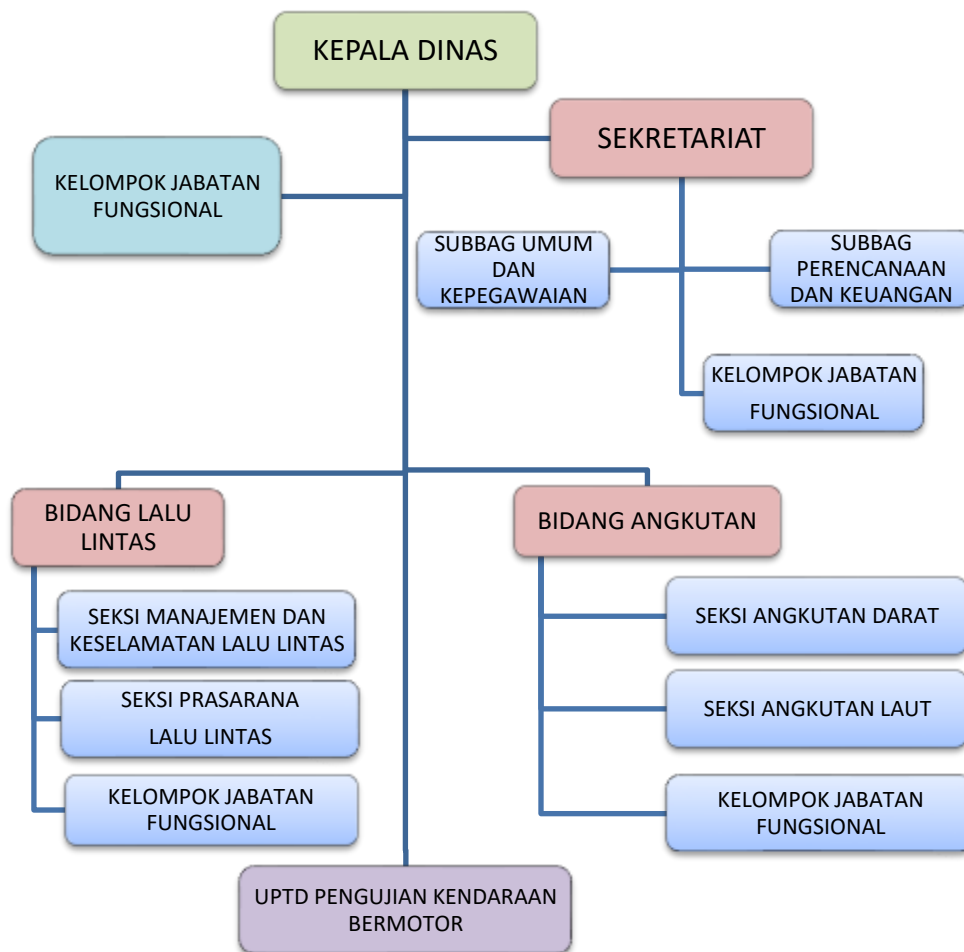 KEPALA DINAS
SEKRETARIAT
KELOMPOK JABATAN
FUNGSIONAL
SUBBAG UMUM
DAN
KEPEGAWAIAN
SUBBAG
PERENCANAAN
DAN KEUANGAN
KELOMPOK JABATAN
FUNGSIONAL
BIDANG LALU
LINTAS
BIDANG ANGKUTAN
SEKSI MANAJEMEN DAN
KESELAMATAN LALU LINTAS
SEKSI PRASARANA
LALU LINTAS
KELOMPOK JABATAN
FUNGSIONAL
SEKSI ANGKUTAN DARAT
SEKSI ANGKUTAN LAUT
KELOMPOK JABATAN
FUNGSIONAL
UPTD PENGUJIAN KENDARAAN
BERMOTOR